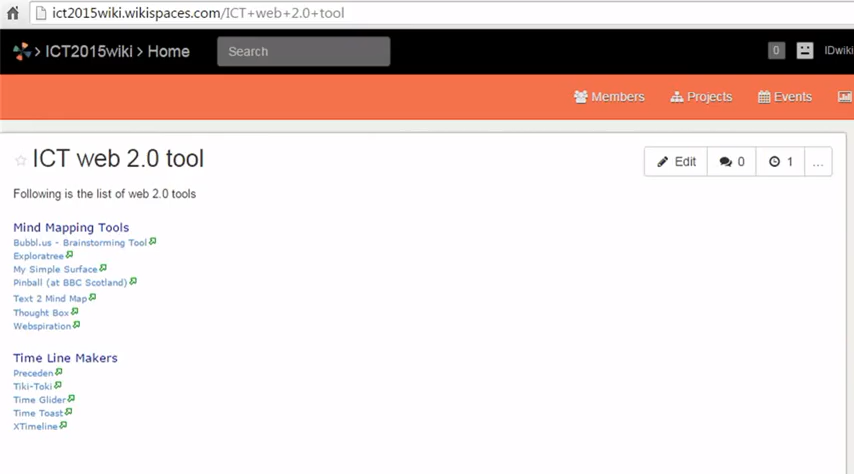 ict2015wiki.wikispaces.com/ICT+web+2.0+tool
ICT2015wiki > Home
Search
0
IDwiki
Members
Projects
Events
ICT web 2.0 tool
Edit
0
1
...
Following is the list of web 2.0 tools
Mind Mapping Tools
Bubbl.us - Brainstorming Tool
Exploratree
My Simple Surface
Pinball (at BBC Scotland)
Text 2 Mind Map
Thought Box
Webspiration
Time Line Makers
Preceden
Tiki-Toki
Time Glider
Time Toast
XTimeline